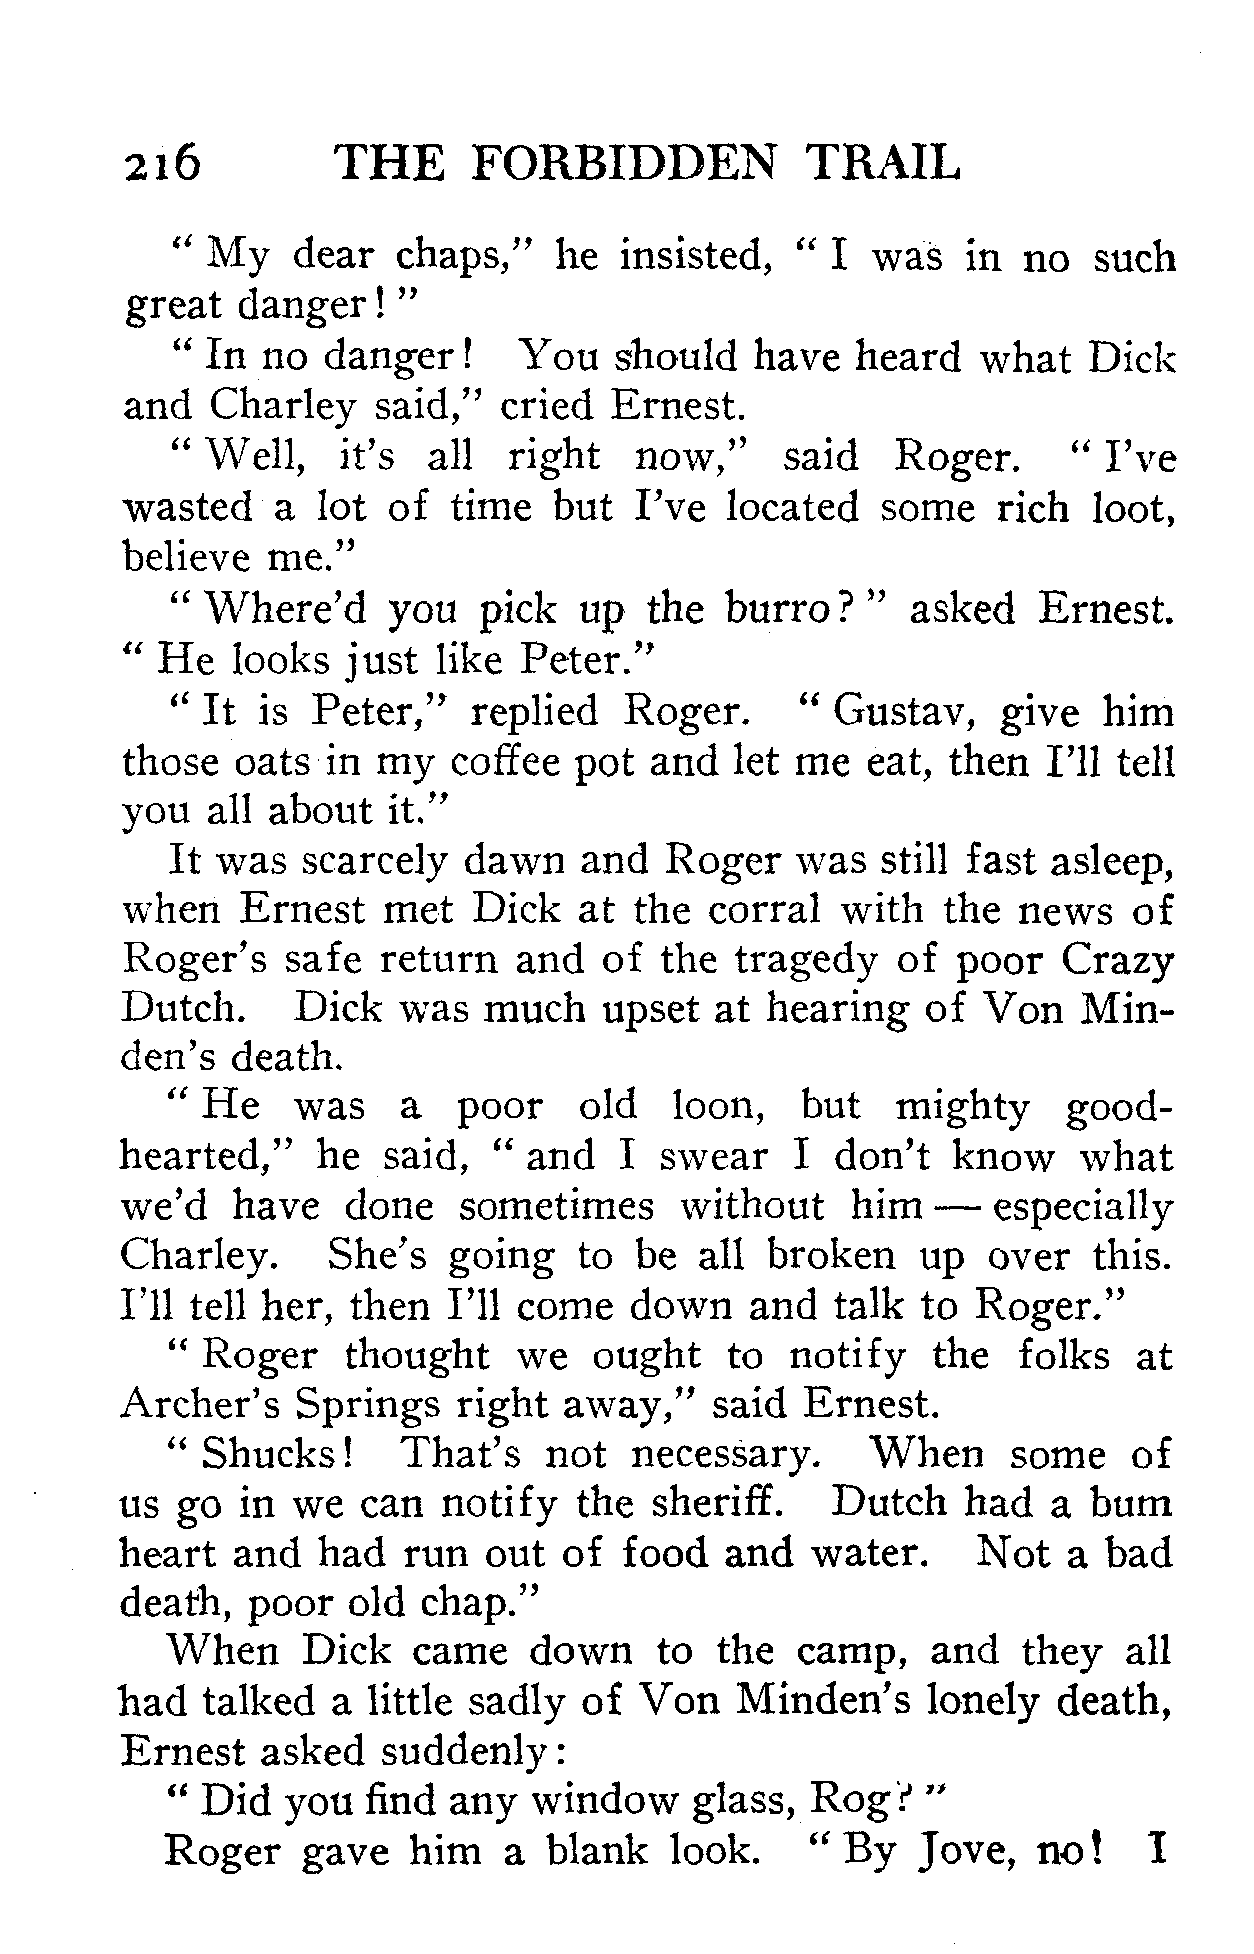 216 THE FORBIDDEN TRAIL
" My dear chaps," he insisted, " I was in no such
great danger! "
" In no danger! You should have heard what Dick
and Charley said," cried Ernest.
" Well, it's all right now," said Roger. " I've
wasted a lot of time but I've located some rich loot,
believe me."
" Where'd you pick up the burro? " asked Ernest.
" He looks just like Peter."
" It is Peter," replied Roger. " Gustav, give him
those oats in my coffee pot and let me eat, then I'll tell
you all about it."
It was scarcely dawn and Roger was still fast asleep,
when Ernest met Dick at the corral with the news of
Roger's safe return and of the tragedy of poor Crazy
Dutch. Dick was much upset at hearing of Von Min-
den's death.
" He was a poor old loon, but mighty good-
hearted," he said, " and I swear I don't know what
we'd have done sometimes without him — especially
Charley. She's going to be all broken up over this.
I'll tell her, then I'll come down and talk to Roger."
" Roger thought we ought to notify the folks at
Archer's Springs right away," said Ernest.
" Shucks! That's not necessary. When some of
us go in we can notify the sheriff. Dutch had a bum
heart and had run out of food and water. Not a bad
death, poor old chap."
When Dick came down to the camp, and they all
had talked a little sadly of Von Minden's lonely death,
Ernest asked suddenly:
" Did you find any window glass, Rog? "
Roger gave him a blank look. " By Jove, no! I